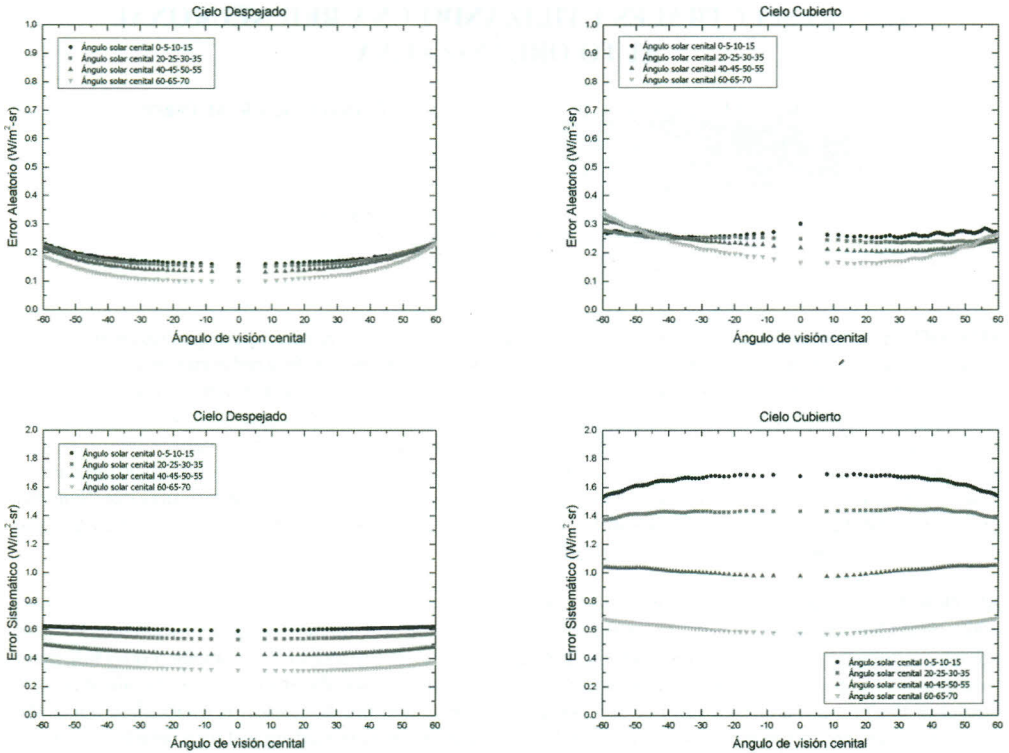 Cielo Despejado
Error Aleatorio (W/m²-sr)
1.0
0.9
0.8
0.7
0.6
0.5
0.4
0.3
0.2
0.1
0.0
Ángulo solar cenital 0-5-10-15
Ángulo solar cenital 20-25-30-35
Ángulo solar cenital 40-45-50-55
Ángulo solar cenital 60-65-70
-60 -50 -40 -30 -20 -10 0 10 20 30 40 50 60
Ángulo de visión cenital
Cielo Cubierto
Error Aleatorio (W/m²-sr)
1.0
0.9
0.8
0.7
0.6
0.5
0.4
0.3
0.2
0.1
0.0
Ángulo solar cenital 0-5-10-15
Ángulo solar cenital 20-25-30-35
Ángulo solar cenital 40-45-50-55
Ángulo solar cenital 60-65-70
-60 -50 -40 -30 -20 -10 0 10 20 30 40 50 60
Ángulo de visión cenital
Cielo Despejado
Error Sistemático (W/m²-sr)
2.0
1.8
1.6
1.4
1.2
1.0
0.8
0.6
0.4
0.2
0.0
Ángulo solar cenital 0-5-10-15
Ángulo solar cenital 20-25-30-35
Ángulo solar cenital 40-45-50-55
Ángulo solar cenital 60-65-70
-60 -50 -40 -30 -20 -10 0 10 20 30 40 50 60
Ángulo de visión cenital
Cielo Cubierto
Error Sistemático (W/m²-sr)
2.0
1.8
1.6
1.4
1.2
1.0
0.8
0.6
0.4
0.2
0.0
Ángulo solar cenital 0-5-10-15
Ángulo solar cenital 20-25-30-35
Ángulo solar cenital 40-45-50-55
Ángulo solar cenital 60-65-70
-60 -50 -40 -30 -20 -10 0 10 20 30 40 50 60
Ángulo de visión cenital